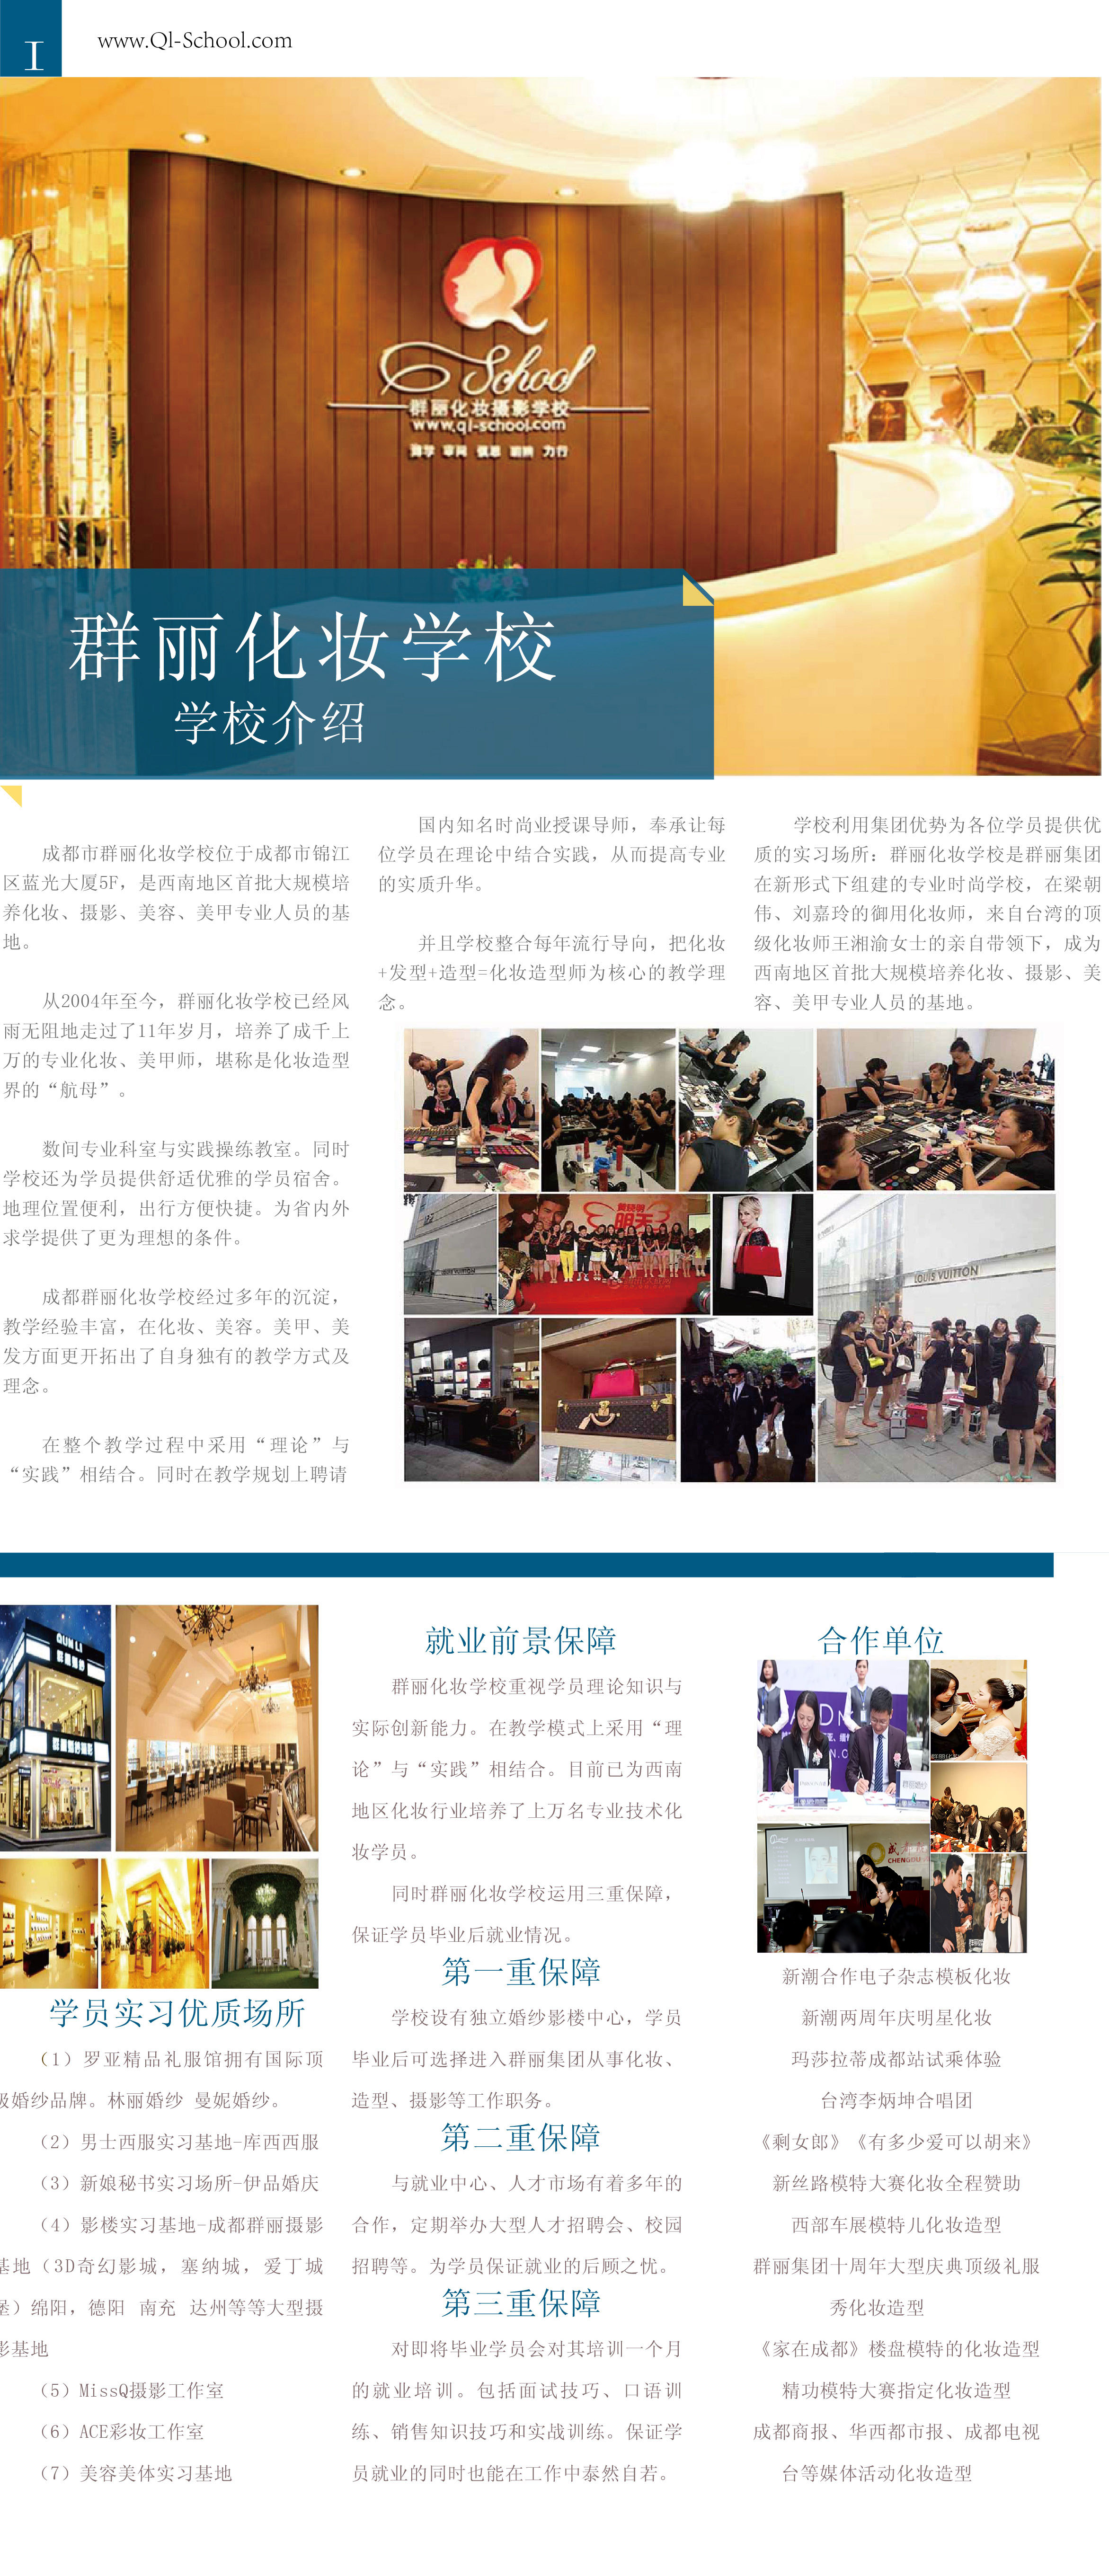 I
www.Ql-School.com
School
群丽化妆摄影学校
www.ql-school.com
群丽化妆学校
学校介绍
成都市群丽化妆学校位于成都市锦江
区蓝光大厦5F，是西南地区首批大规模培
养化妆、摄影、美容、美甲专业人员的基
地。
从2004年至今，群丽化妆学校已经风
雨无阻地走过了11年岁月，培养了成千上
万的专业化妆、美甲师，堪称是化妆造型
界的“航母”。
数间专业科室与实践操练教室。同时
学校还为学员提供舒适优雅的学员宿舍。
地理位置便利，出行方便快捷。为省内外
求学提供了更为理想的条件。
成都群丽化妆学校经过多年的沉淀，
教学经验丰富，在化妆、美容。美甲、美
发方面更开拓出了自身独有的教学方式及
理念。
在整个教学过程中采用“理论”与
“实践”相结合。同时在教学规划上聘请
国内知名时尚业授课导师，奉承让每
位学员在理论中结合实践，从而提高专业
的实质升华。
并且学校整合每年流行导向，把化妆
+发型+造型=化妆造型师为核心的教学理
念。
学校利用集团优势为各位学员提供优
质的实习场所：群丽化妆学校是群丽集团
在新形式下组建的专业时尚学校，在梁朝
伟、刘嘉玲的御用化妆师，来自台湾的顶
级化妆师王湘渝女士的亲自带领下，成为
西南地区首批大规模培养化妆、摄影、美
容、美甲专业人员的基地。
黄晓明
明天
LOUIS VUITTON
QUN LI
学员实习优质场所
（1）罗亚精品礼服馆拥有国际顶
级婚纱品牌。林丽婚纱 曼妮婚纱。
（2）男士西服实习基地-库西西服
（3）新娘秘书实习场所-伊品婚庆
（4）影楼实习基地-成都群丽摄影
基地（3D奇幻影城，塞纳城，爱丁城
堡）绵阳，德阳 南充 达州等等大型摄
影基地
（5）MissQ摄影工作室
（6）ACE彩妆工作室
（7）美容美体实习基地
就业前景保障
群丽化妆学校重视学员理论知识与
实际创新能力。在教学模式上采用“理
论”与“实践”相结合。目前已为西南
地区化妆行业培养了上万名专业技术化
妆学员。
同时群丽化妆学校运用三重保障，
保证学员毕业后就业情况。
第一重保障
学校设有独立婚纱影楼中心，学员
毕业后可选择进入群丽集团从事化妆、
造型、摄影等工作职务。
第二重保障
与就业中心、人才市场有着多年的
合作，定期举办大型人才招聘会、校园
招聘等。为学员保证就业的后顾之忧。
第三重保障
对即将毕业学员会对其培训一个月
的就业培训。包括面试技巧、口语训
练、销售知识技巧和实战训练。保证学
员就业的同时也能在工作中泰然自若。
合作单位
新潮合作电子杂志模板化妆
新潮两周年庆明星化妆
玛莎拉蒂成都站试乘体验
台湾李炳坤合唱团
《剩女郎》《有多少爱可以胡来》
新丝路模特大赛化妆全程赞助
西部车展模特儿化妆造型
群丽集团十周年大型庆典顶级礼服
秀化妆造型
《家在成都》楼盘模特的化妆造型
精功模特大赛指定化妆造型
成都商报、华西都市报、成都电视
台等媒体活动化妆造型